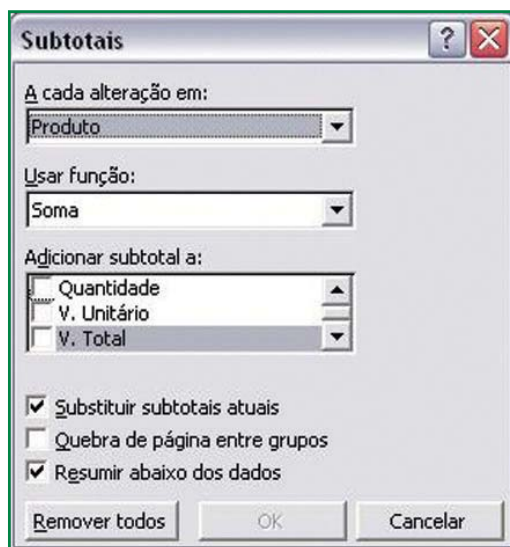 Subtotais
A cada alteração em:
Produto
Usar função:
Soma
Adicionar subtotal a:
Quantidade
V. Unitário
V. Total
Substituir subtotais atuais
Quebra de página entre grupos
Resumir abaixo dos dados
Remover todos OK Cancelar